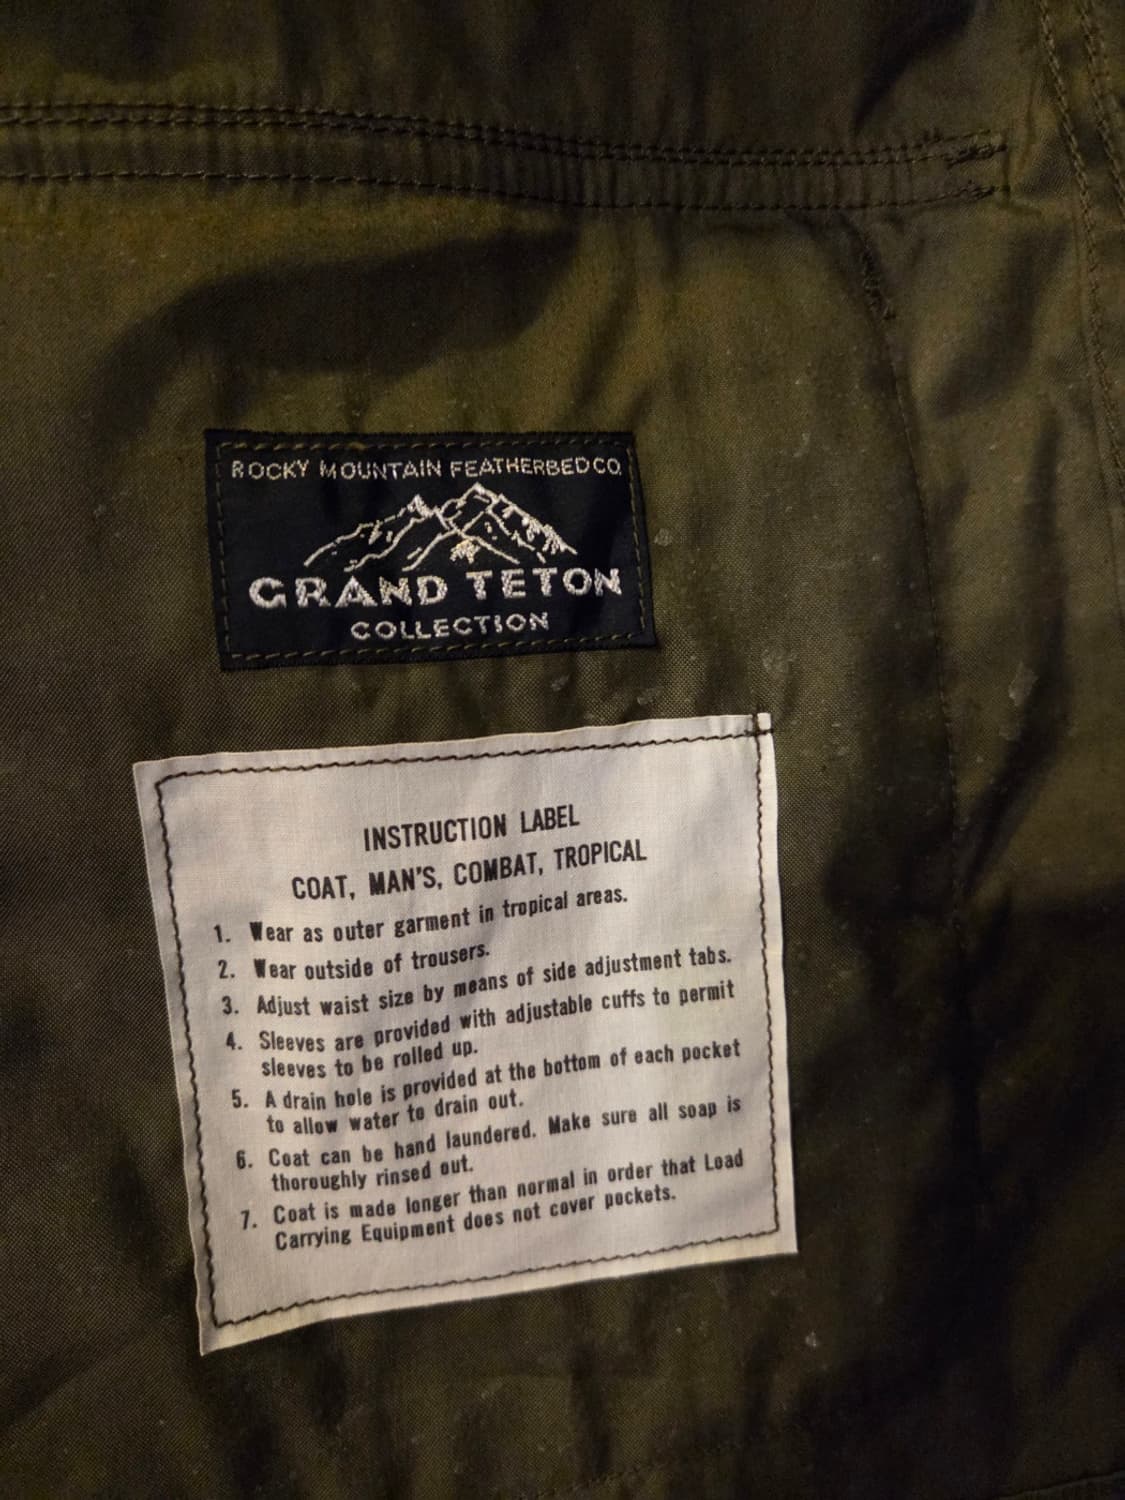 ROCKY MOUNTAIN FEATHERBED CO.
GRAND TETON
COLLECTION
INSTRUCTION LABEL
COAT, MAN'S, COMBAT, TROPICAL
1. Wear as outer garment in tropical areas.
2. Wear outside of trousers.
3. Adjust waist size by means of side adjustment tabs.
4. Sleeves are provided with adjustable cuffs to permit
sleeves to be rolled up.
5. A drain hole is provided at the bottom of each pocket
to allow water to drain out.
6. Coat can be hand laundered. Make sure all soap is
thoroughly rinsed out.
7. Coat is made longer than normal in order that Load
Carrying Equipment does not cover pockets.